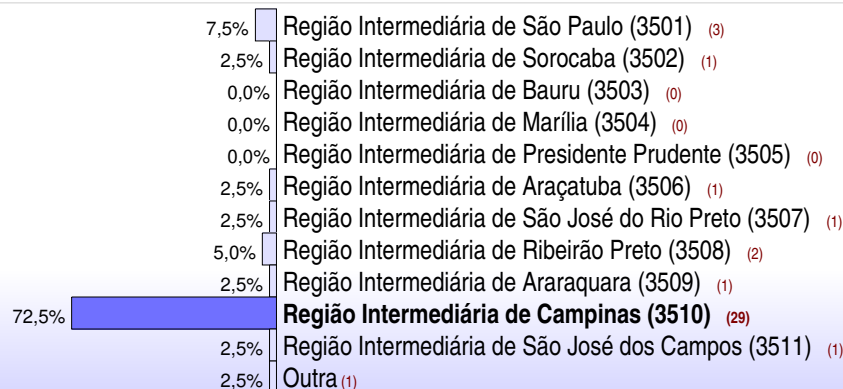 7,5% Região Intermediária de São Paulo (3501) (3)
2,5% Região Intermediária de Sorocaba (3502) (1)
0,0% Região Intermediária de Bauru (3503) (0)
0,0% Região Intermediária de Marília (3504) (0)
0,0% Região Intermediária de Presidente Prudente (3505) (0)
2,5% Região Intermediária de Araçatuba (3506) (1)
2,5% Região Intermediária de São José do Rio Preto (3507) (1)
5,0% Região Intermediária de Ribeirão Preto (3508) (2)
2,5% Região Intermediária de Araraquara (3509) (1)
72,5% Região Intermediária de Campinas (3510) (29)
2,5% Região Intermediária de São José dos Campos (3511) (1)
2,5% Outra (1)